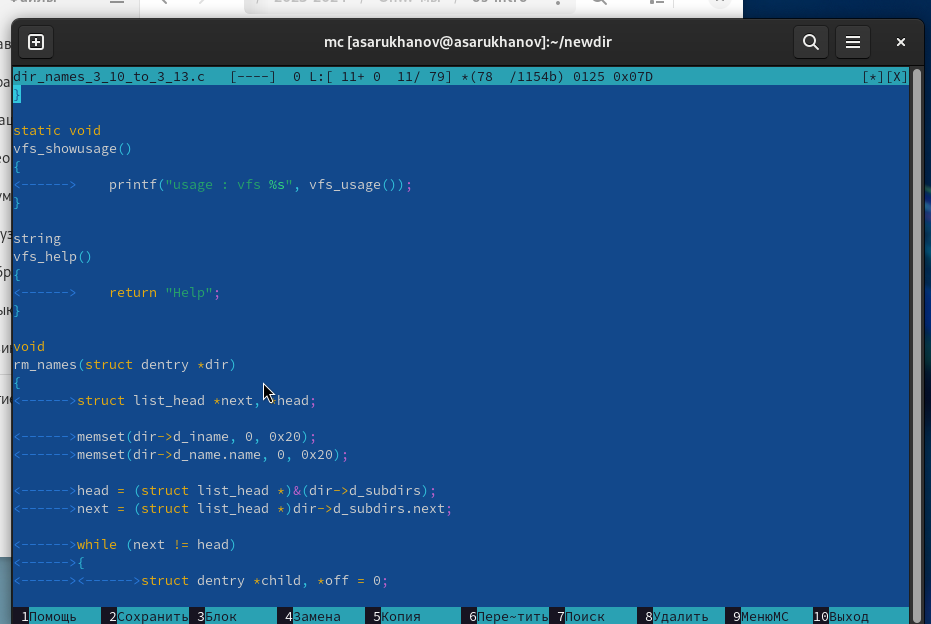 mc [asarukhanov@asarukhanov]:~/newdir
dir_names_3_10_to_3_13.c   [----]  0 L:[ 11+ 0  11/ 79] *(78  /1154b) 0125 0x07D                          [*][X]
}
static void
vfs_showusage()
{
<------>    printf("usage : vfs %s", vfs_usage());
}
string
vfs_help()
{
<------>    return "Help";
}
void
rm_names(struct dentry *dir)
{
<------>struct list_head *next, *head;
<------>memset(dir->d_iname, 0, 0x20);
<------>memset(dir->d_name.name, 0, 0x20);
<------>head = (struct list_head *)&(dir->d_subdirs);
<------>next = (struct list_head *)dir->d_subdirs.next;
<------>while (next != head)
<------>{
<------><------>struct dentry *child, *off = 0;
1Помощь 2Сохранить 3Блок 4Замена 5Копия 6Пере~тить 7Поиск 8Удалить 9МенюМС 10Выход